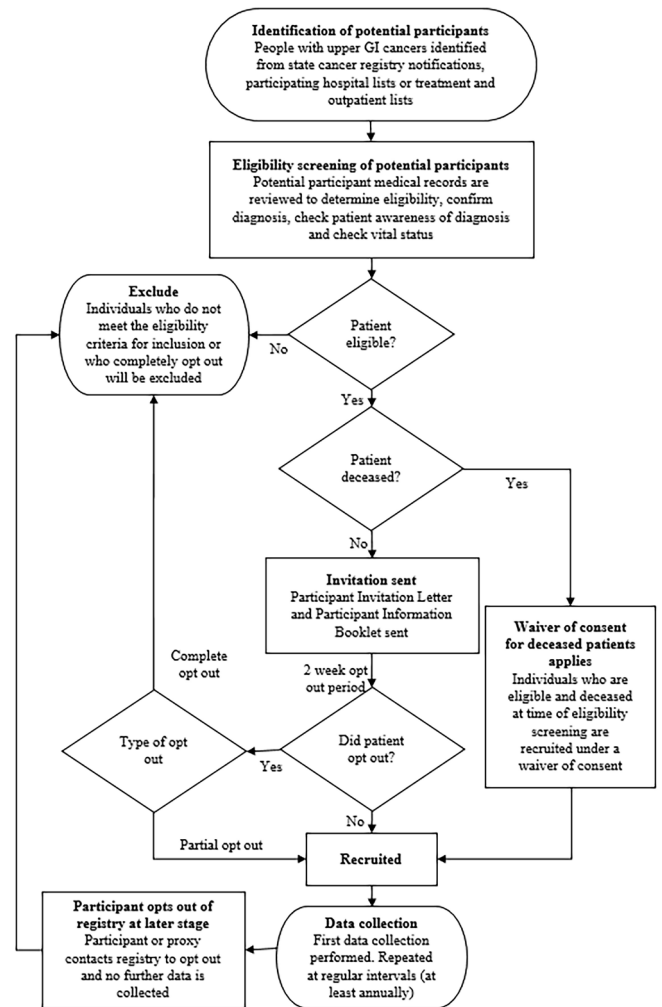 Identification of potential participants
People with upper GI cancers identified
from state cancer registry notifications,
participating hospital lists or treatment and
outpatient lists
Eligibility screening of potential participants
Potential participant medical records are
reviewed to determine eligibility, confirm
diagnosis, check patient awareness of diagnosis
and check vital status
Exclude
Individuals who do not
meet the eligibility
criteria for inclusion or
who completely opt out
will be excluded
Patient
eligible?
No
Yes
Patient
deceased?
Yes
No
Invitation sent
Participant Invitation Letter
and Participant Information
Booklet sent
Waiver of consent
for deceased patients
applies
Individuals who are
eligible and deceased
at time of eligibility
screening are
recruited under a
waiver of consent
2 week opt
out period
Complete
opt out
Type of opt
out
Yes
Did patient
opt out?
No
Partial opt out
Recruited
Participant opts out of
registry at later stage
Participant or proxy
contacts registry to opt out
and no further data is
collected
Data collection
First data collection
performed. Repeated
at regular intervals (at
least annually)